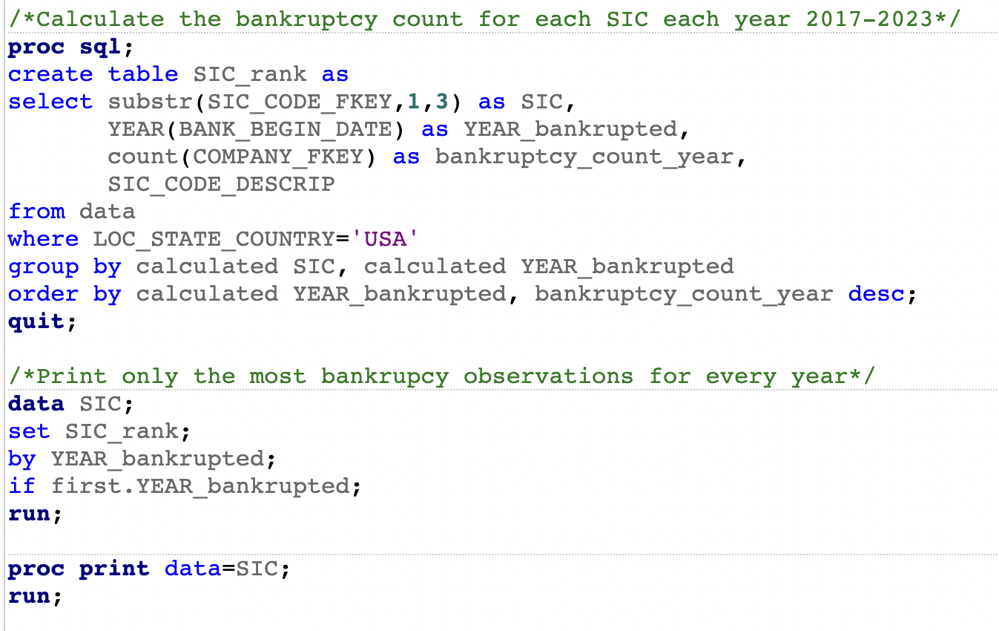 /*Calculate the bankruptcy count for each SIC each year 2017-2023*/
proc sql;
create table SIC_rank as
select substr(SIC_CODE_FKEY,1,3) as SIC,
       YEAR(BANK_BEGIN_DATE) as YEAR_bankrupted,
       count(COMPANY_FKEY) as bankruptcy_count_year,
       SIC_CODE_DESCRIP
from data
where LOC_STATE_COUNTRY='USA'
group by calculated SIC, calculated YEAR_bankrupted
order by calculated YEAR_bankrupted, bankruptcy_count_year desc;
quit;

/*Print only the most bankrupcy observations for every year*/
data SIC;
set SIC_rank;
by YEAR_bankrupted;
if first.YEAR_bankrupted;
run;

proc print data=SIC;
run;